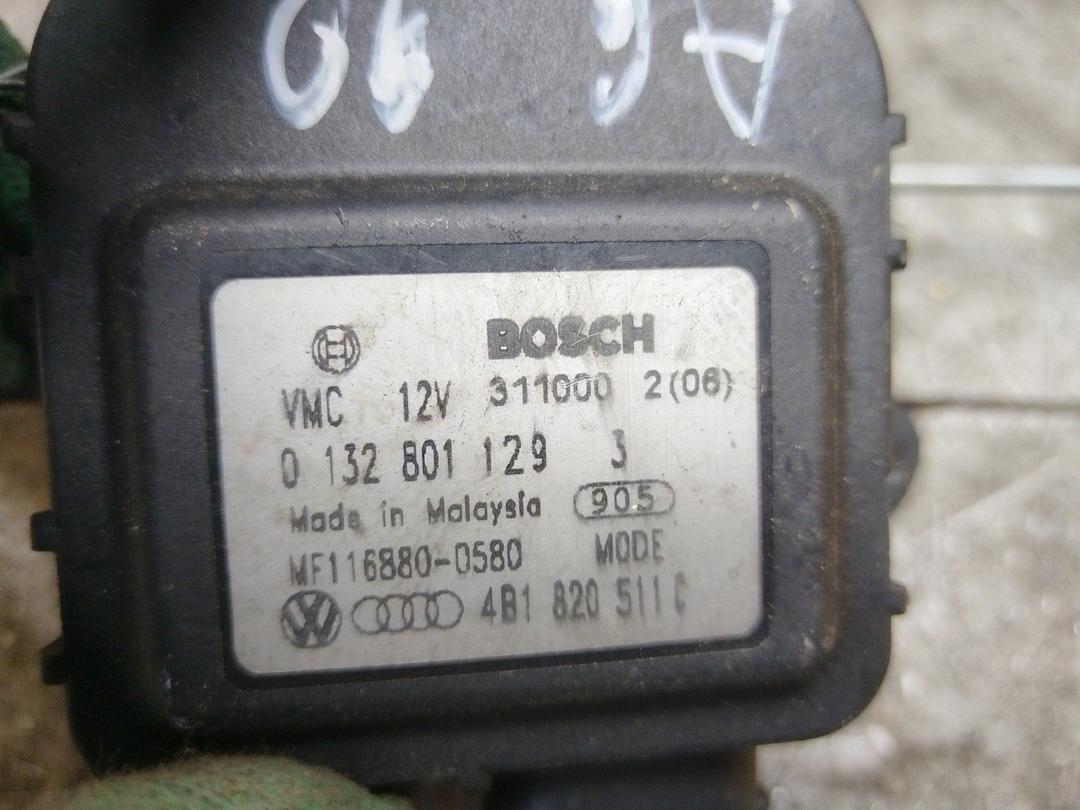 BOSCH
VMC 12V 311000 2(06)
0 132 801 129 3
Made in Malaysia 905
MF116880-0580 MODE
VW 4B1 820 511 C